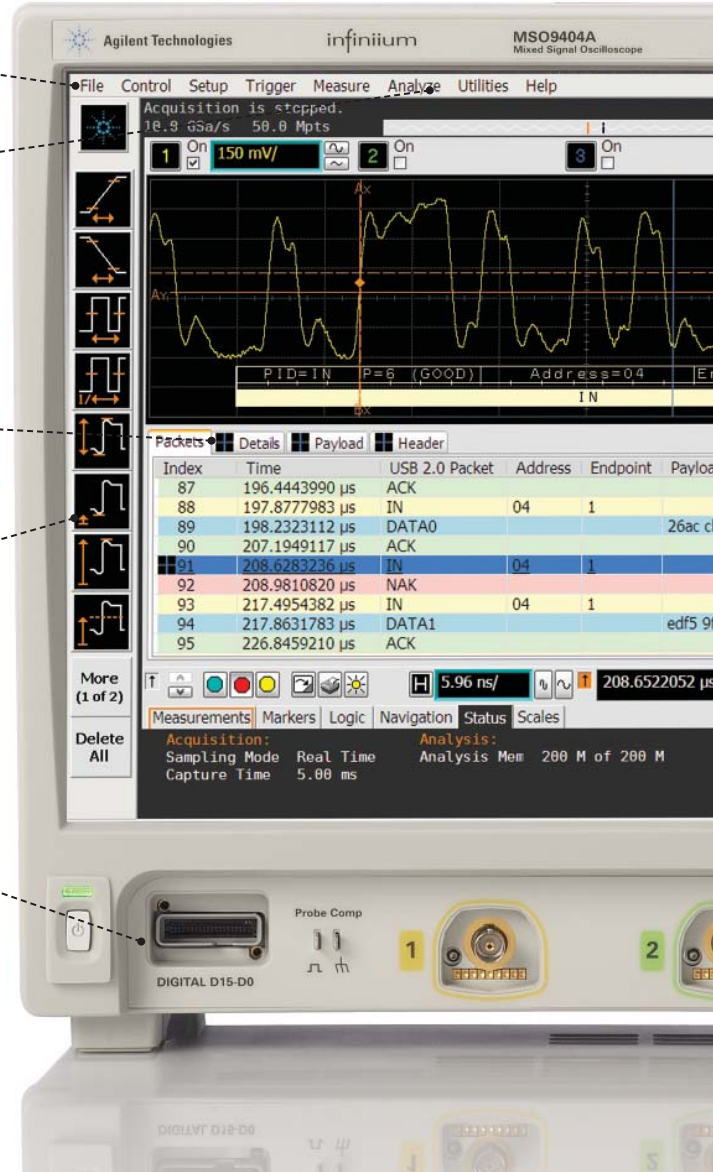 Agilent Technologies infiniium MSO9404A
Mixed Signal Oscilloscope
File Control Setup Trigger Measure Analyze Utilities Help
Acquisition is stopped.
GSa/s 50.0 Mpts
1 On 150 mV/ 2 On 3 On
Ax
Ay
PID=IN P=6 (GOOD) Address=04
IN
Bx
Packets Details Payload Header
Index Time USB 2.0 Packet Address Endpoint
87 196.4443990 µs ACK
88 197.8777983 µs IN 04 1
89 198.2323112 µs DATA0 26ac
90 207.1949117 µs ACK
91 208.6283236 µs IN 04 1
92 208.9810820 µs NAK
93 217.4954382 µs IN 04 1
94 217.8631783 µs DATA1 edf5
95 226.8459210 µs ACK
More
(1 of 2)
H 5.96 ns/ 208.6522052 µs
Measurements Markers Logic Navigation Status Scales
Delete
All
Acquisition: Analysis:
Sampling Mode Real Time Analysis Mem 200 M of 200 M
Capture Time 5.00 ms
Probe Comp
1 2
DIGITAL D15-D0